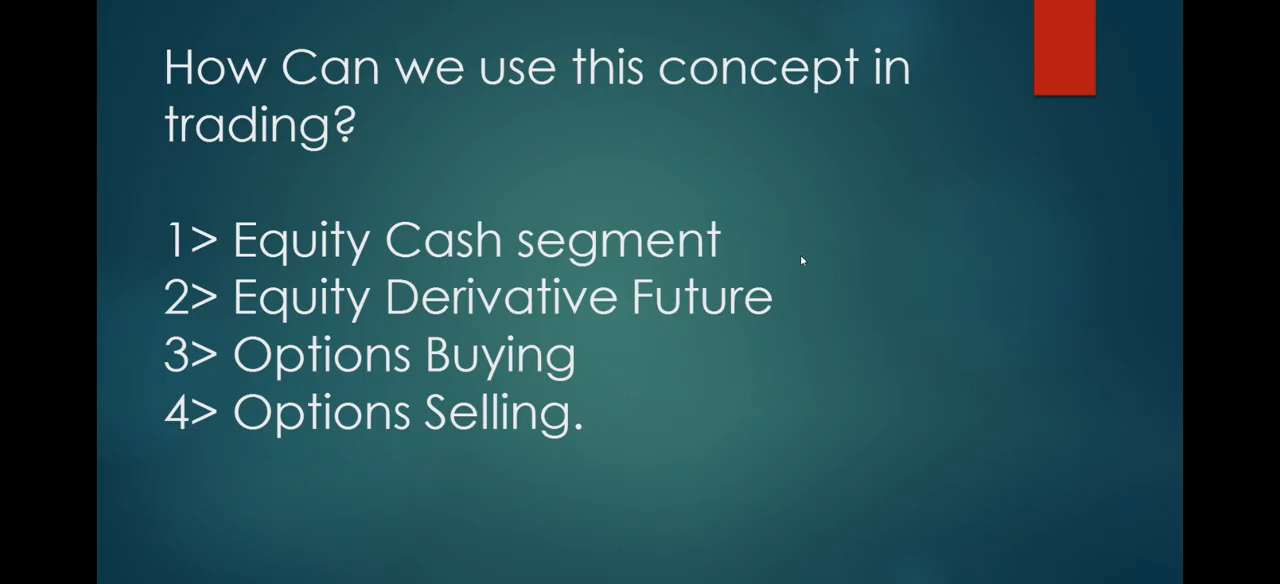 How Can we use this concept in
trading?
1> Equity Cash segment
2> Equity Derivative Future
3> Options Buying
4> Options Selling.